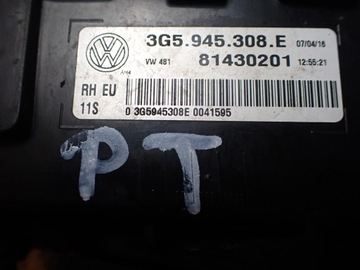 3G5.945.308.E 07/04/16
VW 481 81430201 12:55:21
RH EU
11S 0 3G5945308E 0041595
PT